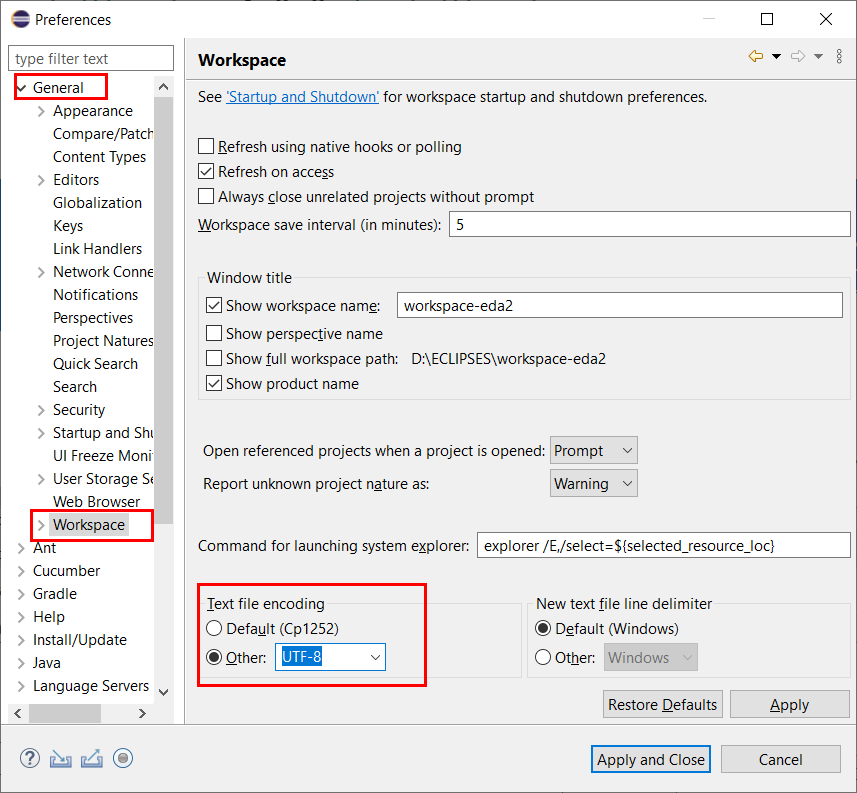 Preferences
type filter text
General
Appearance
Compare/Patch
Content Types
Editors
Globalization
Keys
Link Handlers
Network Conne
Notifications
Perspectives
Project Natures
Quick Search
Search
Security
Startup and Shu
UI Freeze Moni
User Storage Se
Web Browser
Workspace
Ant
Cucumber
Gradle
Help
Install/Update
Java
Language Servers
Workspace
See 'Startup and Shutdown' for workspace startup and shutdown preferences.
Refresh using native hooks or polling
Refresh on access
Always close unrelated projects without prompt
Workspace save interval (in minutes): 5
Window title
Show workspace name: workspace-eda2
Show perspective name
Show full workspace path: D:\ECLIPSES\workspace-eda2
Show product name
Open referenced projects when a project is opened: Prompt
Report unknown project nature as: Warning
Command for launching system explorer: explorer /E,/select=${selected_resource_loc}
Text file encoding
Default (Cp1252)
Other: UTF-8
New text file line delimiter
Default (Windows)
Other: Windows
Restore Defaults Apply
Apply and Close Cancel